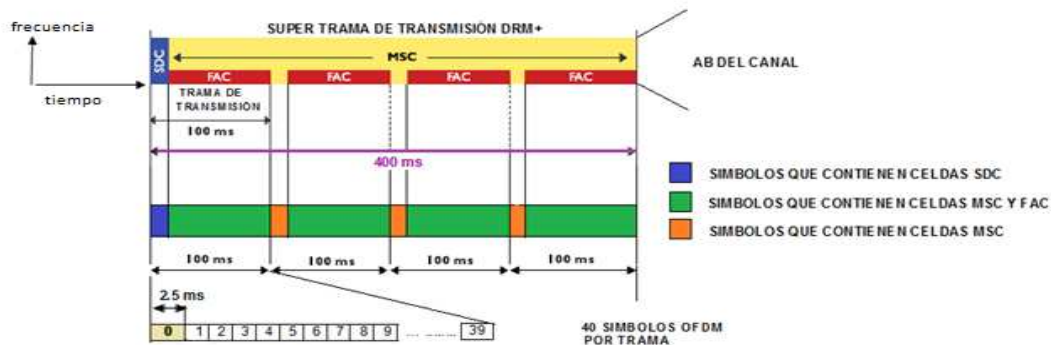 frecuencia
tiempo
SUPER TRAMA DE TRANSMISIÓN DRM+
SDC
MSC
FAC FAC FAC FAC
AB DEL CANAL
TRAMA DE
TRANSMISIÓN
100 ms
400 ms
SIMBOLOS QUE CONTIENEN CELDAS SDC
SIMBOLOS QUE CONTIENEN CELDAS MSC Y FAC
SIMBOLOS QUE CONTIENEN CELDAS MSC
100 ms 100 ms 100 ms 100 ms
2.5 ms
0 1 2 3 4 5 6 7 8 9 ... ....... 39
40 SIMBOLOS OFDM
POR TRAMA